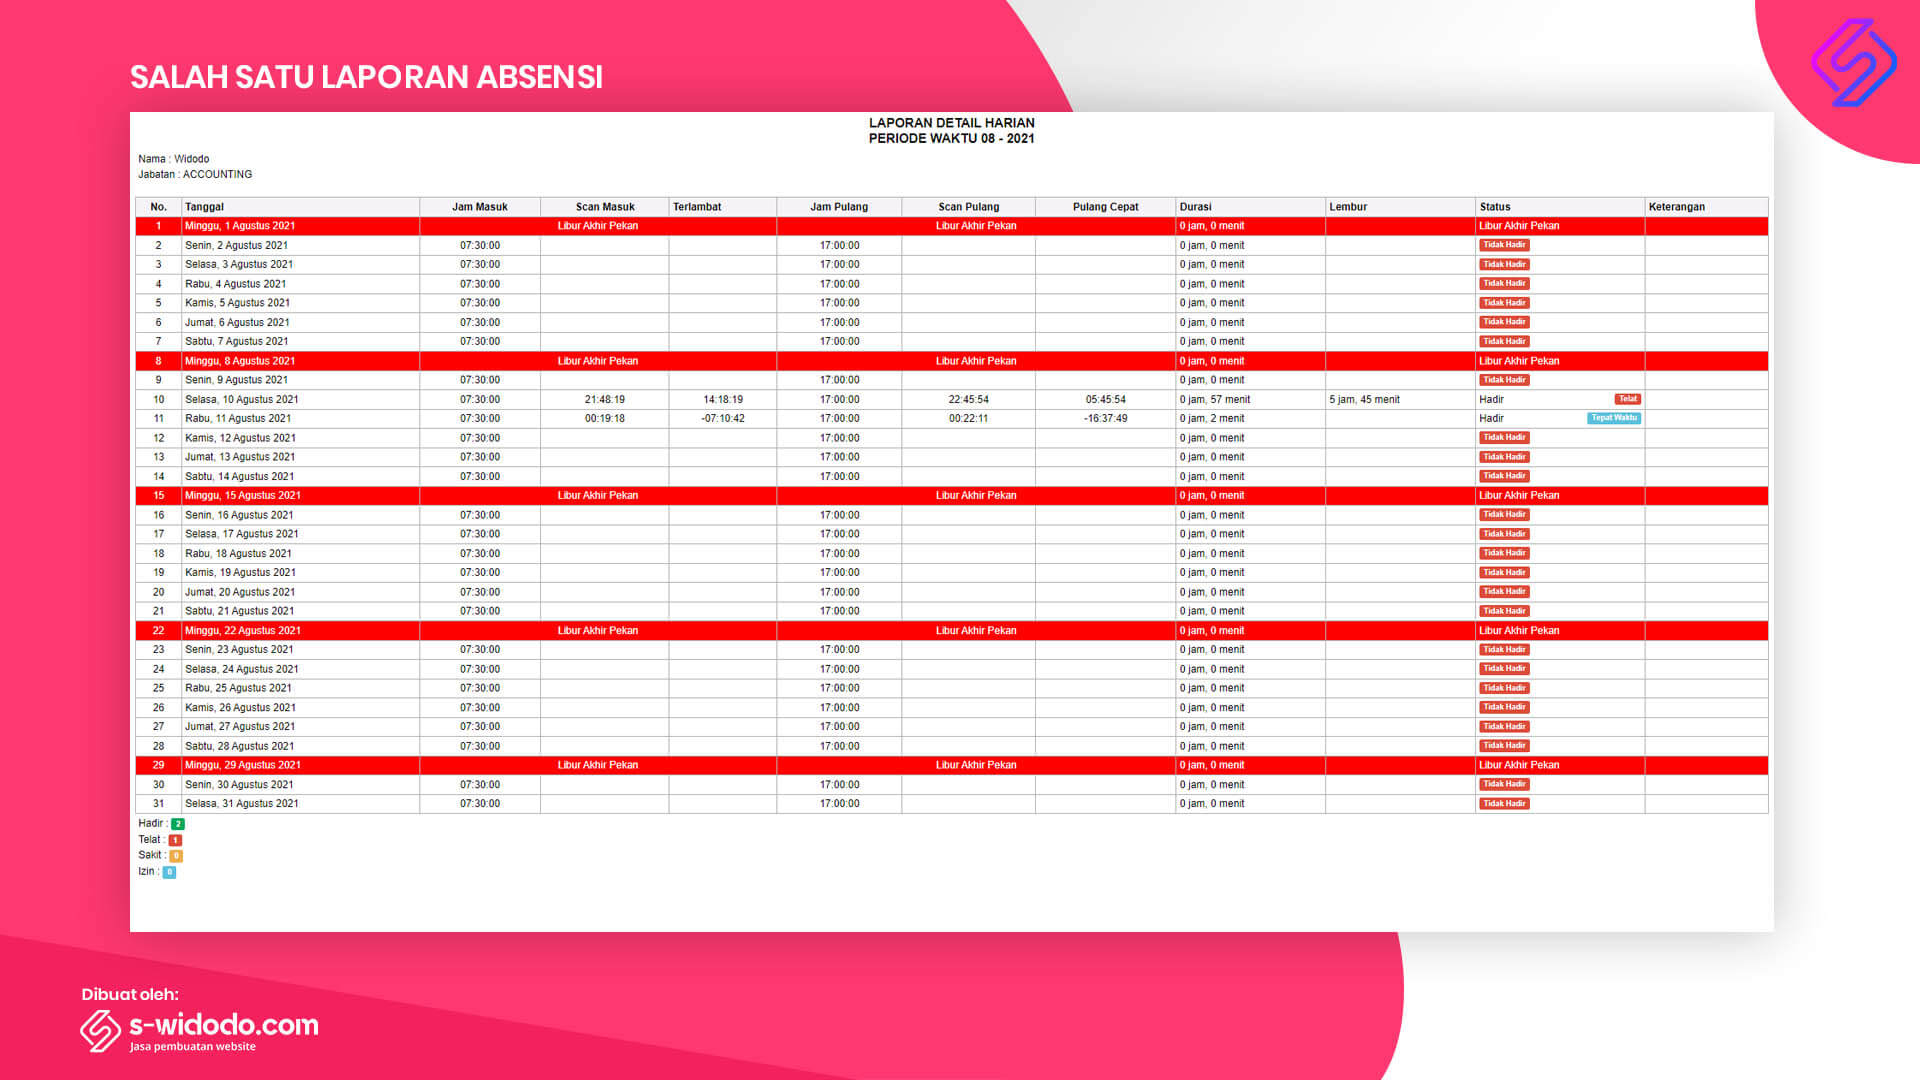 SALAH SATU LAPORAN ABSENSI
LAPORAN DETAIL HARIAN
PERIODE WAKTU 08 - 2021
Nama : Widodo
Jabatan : ACCOUNTING
No. Tanggal Jam Masuk Scan Masuk Terlambat Jam Pulang Scan Pulang Pulang Cepat Durasi Lembur Status Keterangan
1 Minggu, 1 Agustus 2021 Libur Akhir Pekan Libur Akhir Pekan 0 jam, 0 menit Libur Akhir Pekan
2 Senin, 2 Agustus 2021 07:30:00 17:00:00 0 jam, 0 menit Tidak Hadir
3 Selasa, 3 Agustus 2021 07:30:00 17:00:00 0 jam, 0 menit Tidak Hadir
4 Rabu, 4 Agustus 2021 07:30:00 17:00:00 0 jam, 0 menit Tidak Hadir
5 Kamis, 5 Agustus 2021 07:30:00 17:00:00 0 jam, 0 menit Tidak Hadir
6 Jumat, 6 Agustus 2021 07:30:00 17:00:00 0 jam, 0 menit Tidak Hadir
7 Sabtu, 7 Agustus 2021 07:30:00 17:00:00 0 jam, 0 menit Tidak Hadir
8 Minggu, 8 Agustus 2021 Libur Akhir Pekan Libur Akhir Pekan 0 jam, 0 menit Libur Akhir Pekan
9 Senin, 9 Agustus 2021 07:30:00 17:00:00 0 jam, 0 menit Tidak Hadir
10 Selasa, 10 Agustus 2021 07:30:00 21:48:19 14:18:19 17:00:00 22:45:54 05:45:54 0 jam, 57 menit 5 jam, 45 menit Hadir Telat
11 Rabu, 11 Agustus 2021 07:30:00 00:19:18 -07:10:42 17:00:00 00:22:11 -16:37:49 0 jam, 2 menit Hadir Tepat Waktu
12 Kamis, 12 Agustus 2021 07:30:00 17:00:00 0 jam, 0 menit Tidak Hadir
13 Jumat, 13 Agustus 2021 07:30:00 17:00:00 0 jam, 0 menit Tidak Hadir
14 Sabtu, 14 Agustus 2021 07:30:00 17:00:00 0 jam, 0 menit Tidak Hadir
15 Minggu, 15 Agustus 2021 Libur Akhir Pekan Libur Akhir Pekan 0 jam, 0 menit Libur Akhir Pekan
16 Senin, 16 Agustus 2021 07:30:00 17:00:00 0 jam, 0 menit Tidak Hadir
17 Selasa, 17 Agustus 2021 07:30:00 17:00:00 0 jam, 0 menit Tidak Hadir
18 Rabu, 18 Agustus 2021 07:30:00 17:00:00 0 jam, 0 menit Tidak Hadir
19 Kamis, 19 Agustus 2021 07:30:00 17:00:00 0 jam, 0 menit Tidak Hadir
20 Jumat, 20 Agustus 2021 07:30:00 17:00:00 0 jam, 0 menit Tidak Hadir
21 Sabtu, 21 Agustus 2021 07:30:00 17:00:00 0 jam, 0 menit Tidak Hadir
22 Minggu, 22 Agustus 2021 Libur Akhir Pekan Libur Akhir Pekan 0 jam, 0 menit Libur Akhir Pekan
23 Senin, 23 Agustus 2021 07:30:00 17:00:00 0 jam, 0 menit Tidak Hadir
24 Selasa, 24 Agustus 2021 07:30:00 17:00:00 0 jam, 0 menit Tidak Hadir
25 Rabu, 25 Agustus 2021 07:30:00 17:00:00 0 jam, 0 menit Tidak Hadir
26 Kamis, 26 Agustus 2021 07:30:00 17:00:00 0 jam, 0 menit Tidak Hadir
27 Jumat, 27 Agustus 2021 07:30:00 17:00:00 0 jam, 0 menit Tidak Hadir
28 Sabtu, 28 Agustus 2021 07:30:00 17:00:00 0 jam, 0 menit Tidak Hadir
29 Minggu, 29 Agustus 2021 Libur Akhir Pekan Libur Akhir Pekan 0 jam, 0 menit Libur Akhir Pekan
30 Senin, 30 Agustus 2021 07:30:00 17:00:00 0 jam, 0 menit Tidak Hadir
31 Selasa, 31 Agustus 2021 07:30:00 17:00:00 0 jam, 0 menit Tidak Hadir
Hadir : 2
Telat : 1
Sakit : 0
Izin : 0
Dibuat oleh:
s-widodo.com
Jasa pembuatan website